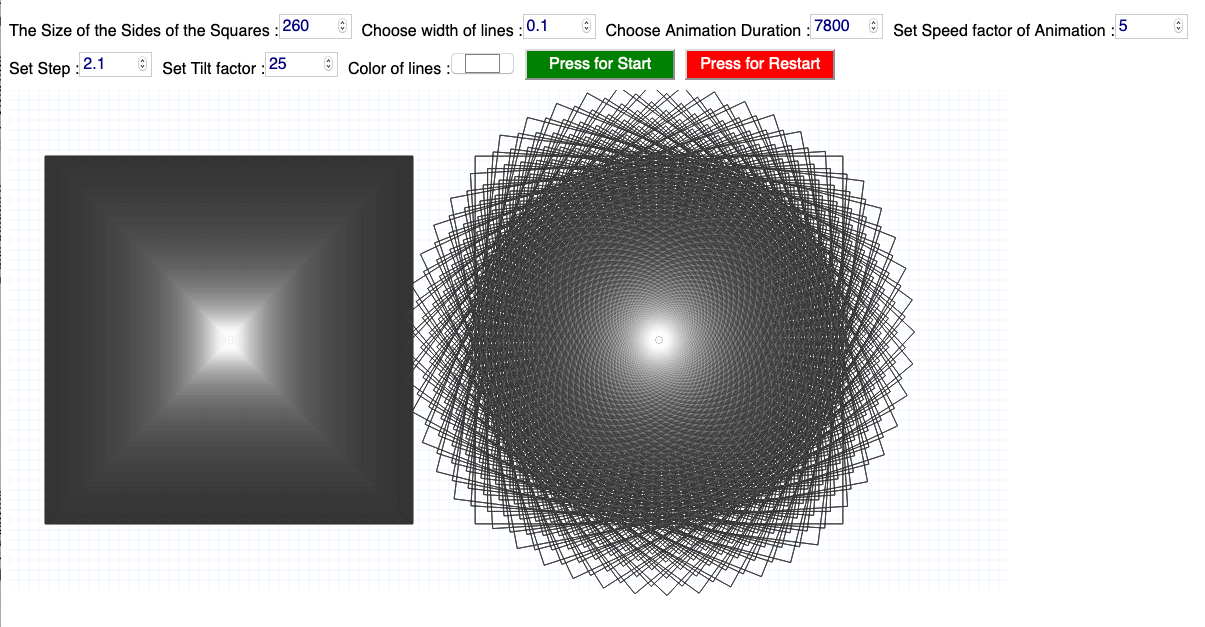 The Size of the Sides of the Squares : 260 Choose width of lines : 0.1 Choose Animation Duration : 7800 Set Speed factor of Animation : 5
Set Step : 2.1 Set Tilt factor : 25 Color of lines : Press for Start Press for Restart